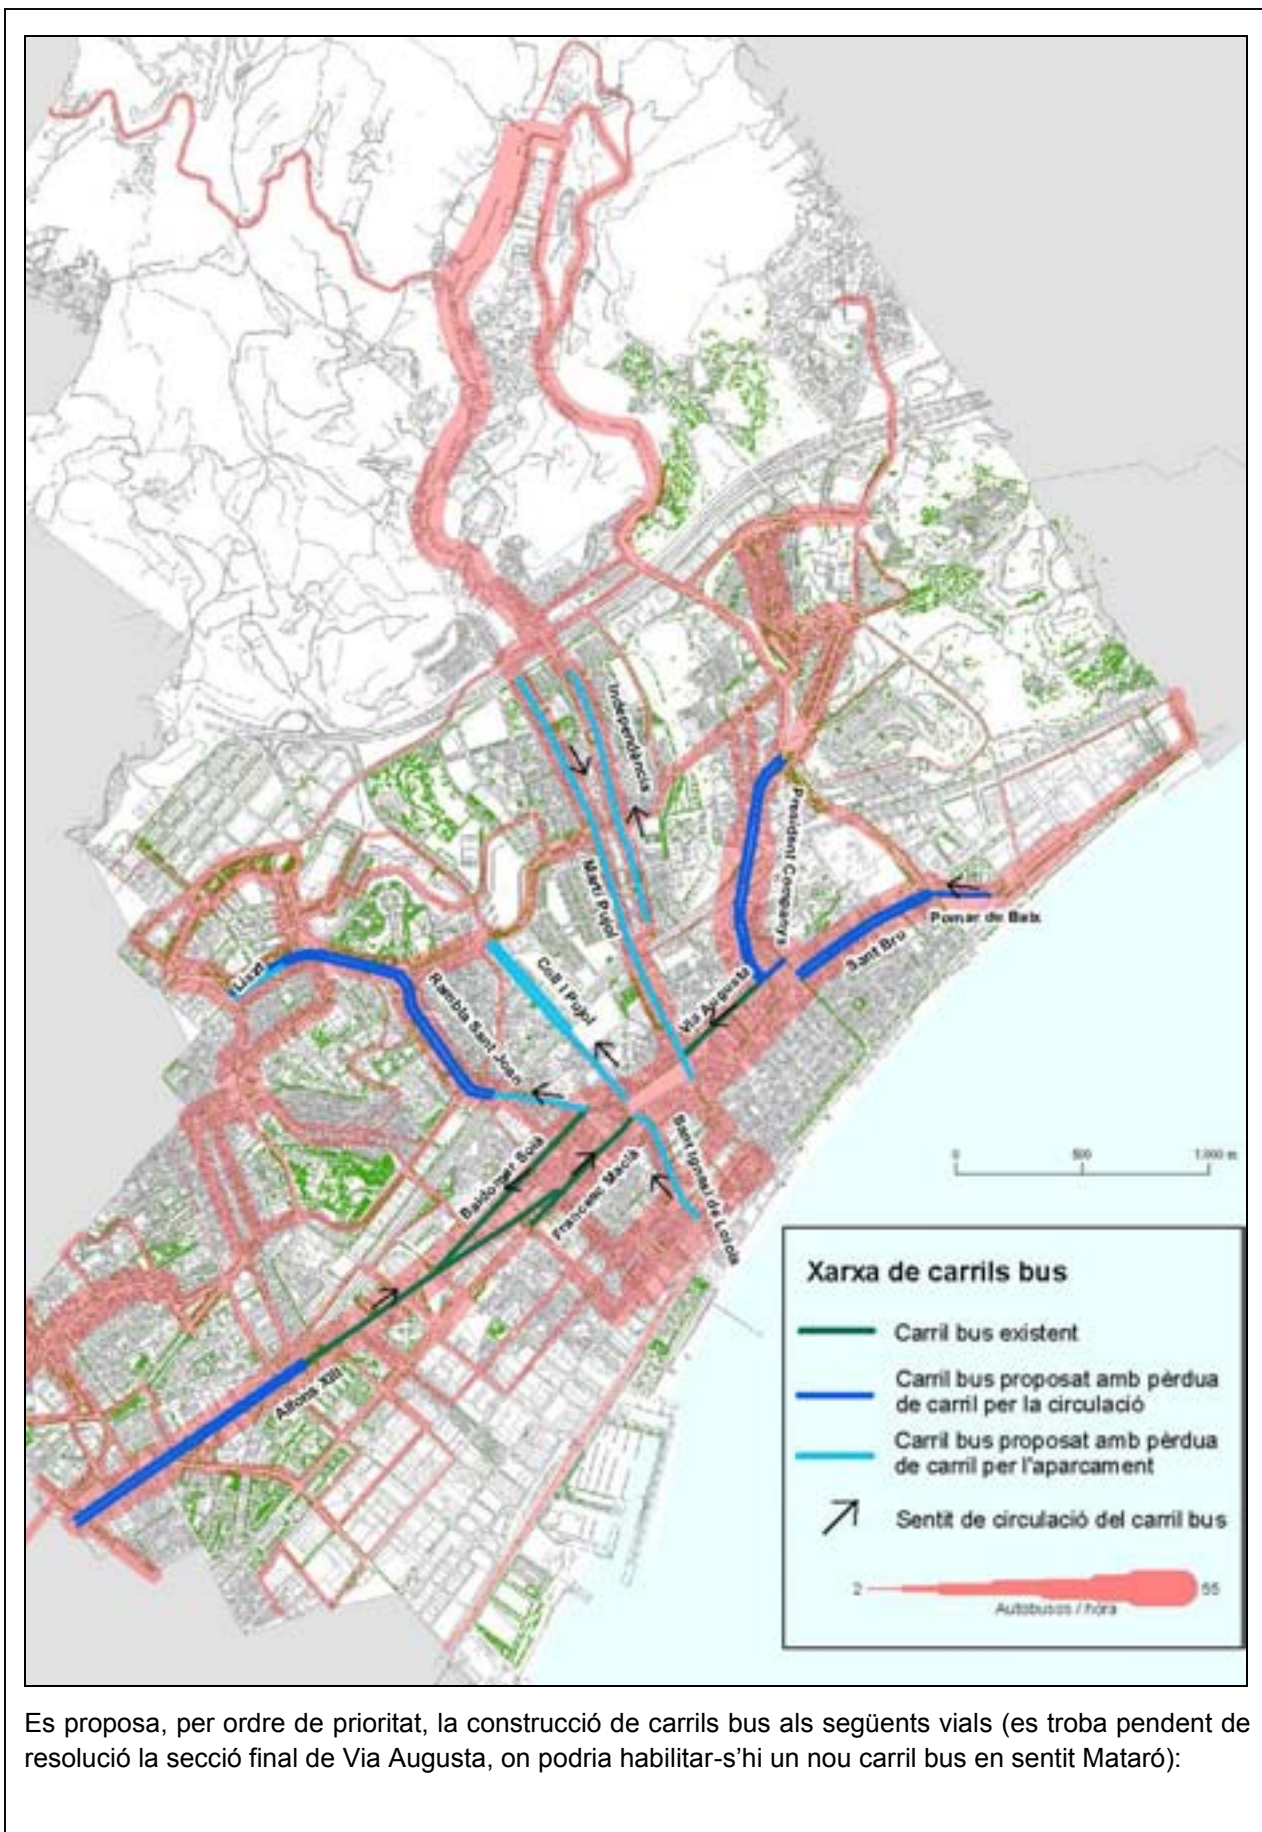 Independència
Martí Pujol
President Companys
Pomar de Baix
Sant Bru
Via Augusta
Coll i Pujol
Liszt
Rambla Sant Joan
Sant Ignasi de Loiola
Baldomer Solà
Francesc Macià
Alfons XIII
0 500 1.000 m
Xarxa de carrils bus
Carril bus existent
Carril bus proposat amb pèrdua
de carril per la circulació
Carril bus proposat amb pèrdua
de carril per l'aparcament
Sentit de circulació del carril bus
2 55
Autobusos / hora
Es proposa, per ordre de prioritat, la construcció de carrils bus als següents vials (es troba pendent de
resolució la secció final de Via Augusta, on podria habilitar-s’hi un nou carril bus en sentit Mataró):